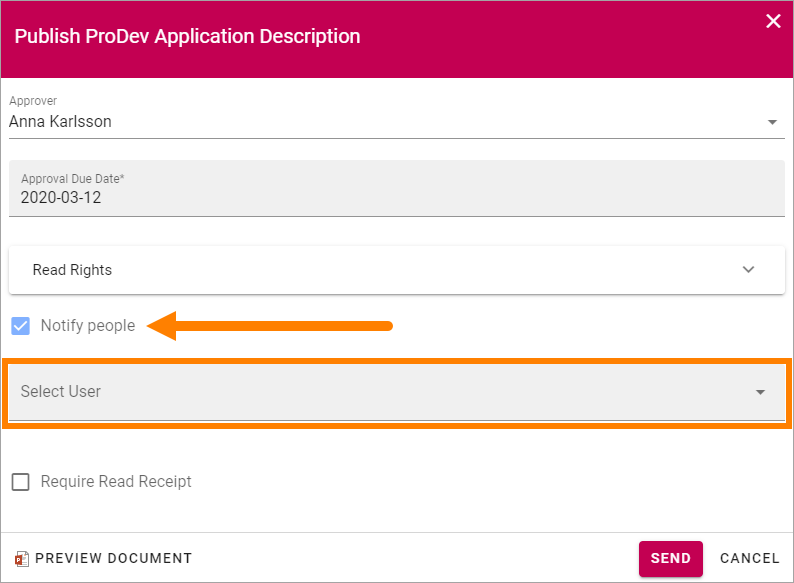 Publish ProDev Application Description
Approver
Anna Karlsson
Approval Due Date*
2020-03-12
Read Rights
Notify people
Select User
Require Read Receipt
PREVIEW DOCUMENT
SEND
CANCEL